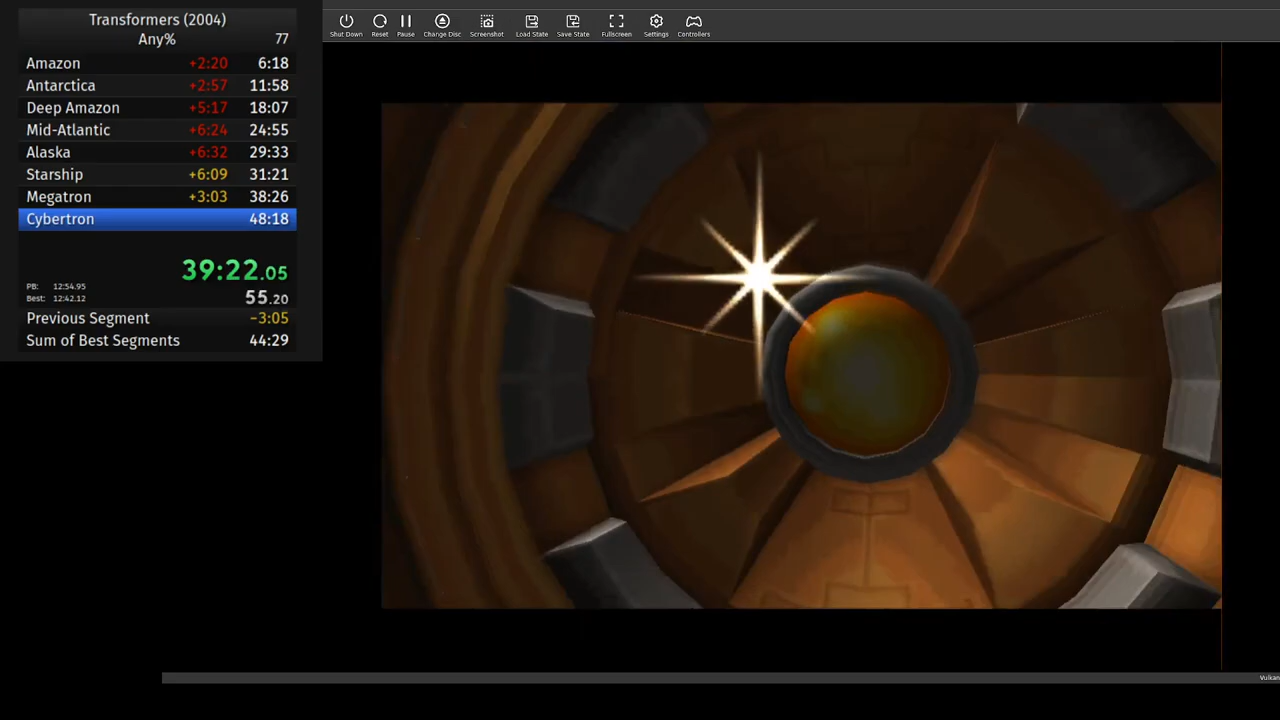 Transformers (2004)
Any% 77
Amazon +2:20 6:18
Antarctica +2:57 11:58
Deep Amazon +5:17 18:07
Mid-Atlantic +6:24 24:55
Alaska +6:32 29:33
Starship +6:09 31:21
Megatron +3:03 38:26
Cybertron 48:18
39:22.05
PB: 12:54.95
Best: 12:42.12
55.20
Previous Segment -3:05
Sum of Best Segments 44:29
Shut Down Reset Pause Change Disc Screenshot Load State Save State Fullscreen Settings Controllers
Vulkan